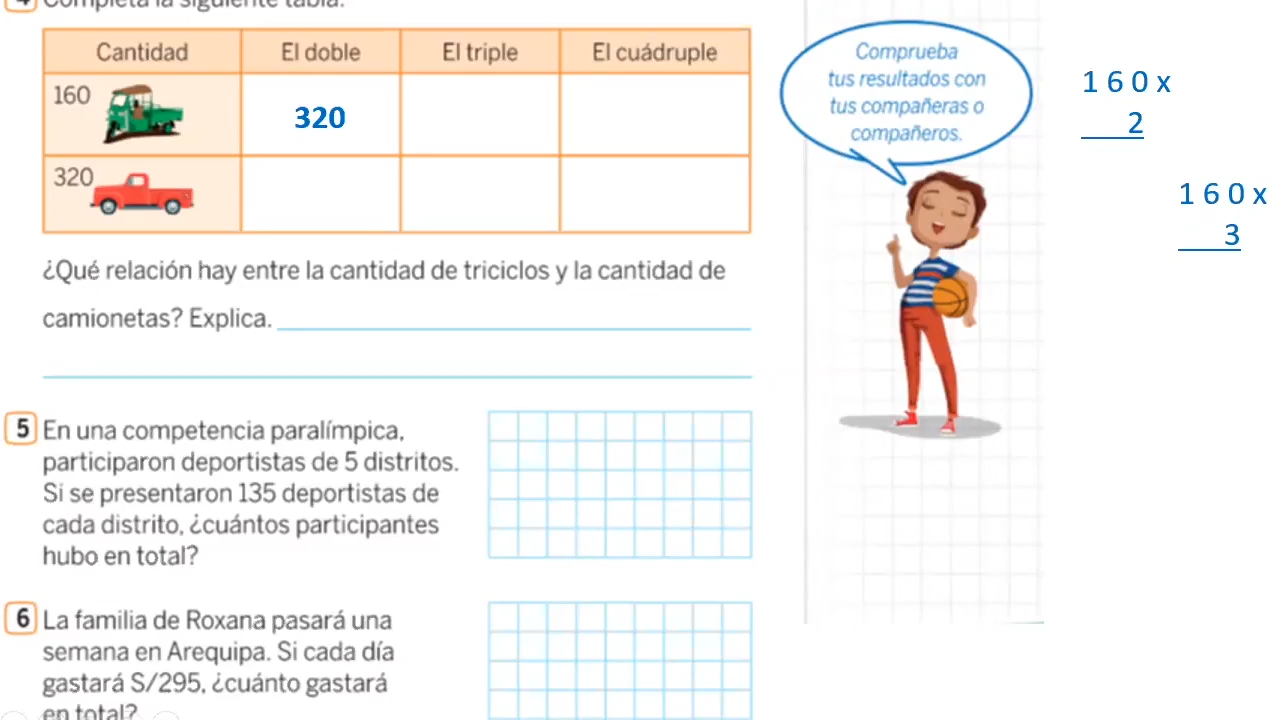 4 Completa la siguiente tabla.
Cantidad El doble El triple El cuádruple
160 320
320
¿Qué relación hay entre la cantidad de triciclos y la cantidad de
camionetas? Explica.
5 En una competencia paralímpica,
participaron deportistas de 5 distritos.
Si se presentaron 135 deportistas de
cada distrito, ¿cuántos participantes
hubo en total?
6 La familia de Roxana pasará una
semana en Arequipa. Si cada día
gastará S/295, ¿cuánto gastará
en total?
Comprueba
tus resultados con
tus compañeras o
compañeros.
1 6 0 x
2
1 6 0 x
3